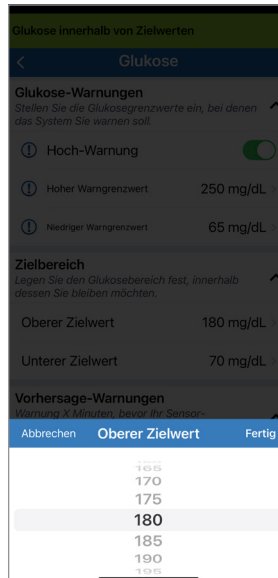 Glukose innerhalb von Zielwerten
Glukose
Glukose-Warnungen
Stellen Sie die Glukosegrenzwerte ein, bei denen
das System Sie warnen soll.
Hoch-Warnung
Hoher Warngrenzwert 250 mg/dL
Niedriger Warngrenzwert 65 mg/dL
Zielbereich
Legen Sie den Glukosebereich fest, innerhalb
dessen Sie bleiben möchten.
Oberer Zielwert 180 mg/dL
Unterer Zielwert 70 mg/dL
Vorhersage-Warnungen
Warnung X Minuten, bevor Ihr Sensor-
Abbrechen Oberer Zielwert Fertig
165
170
175
180
185
190
195